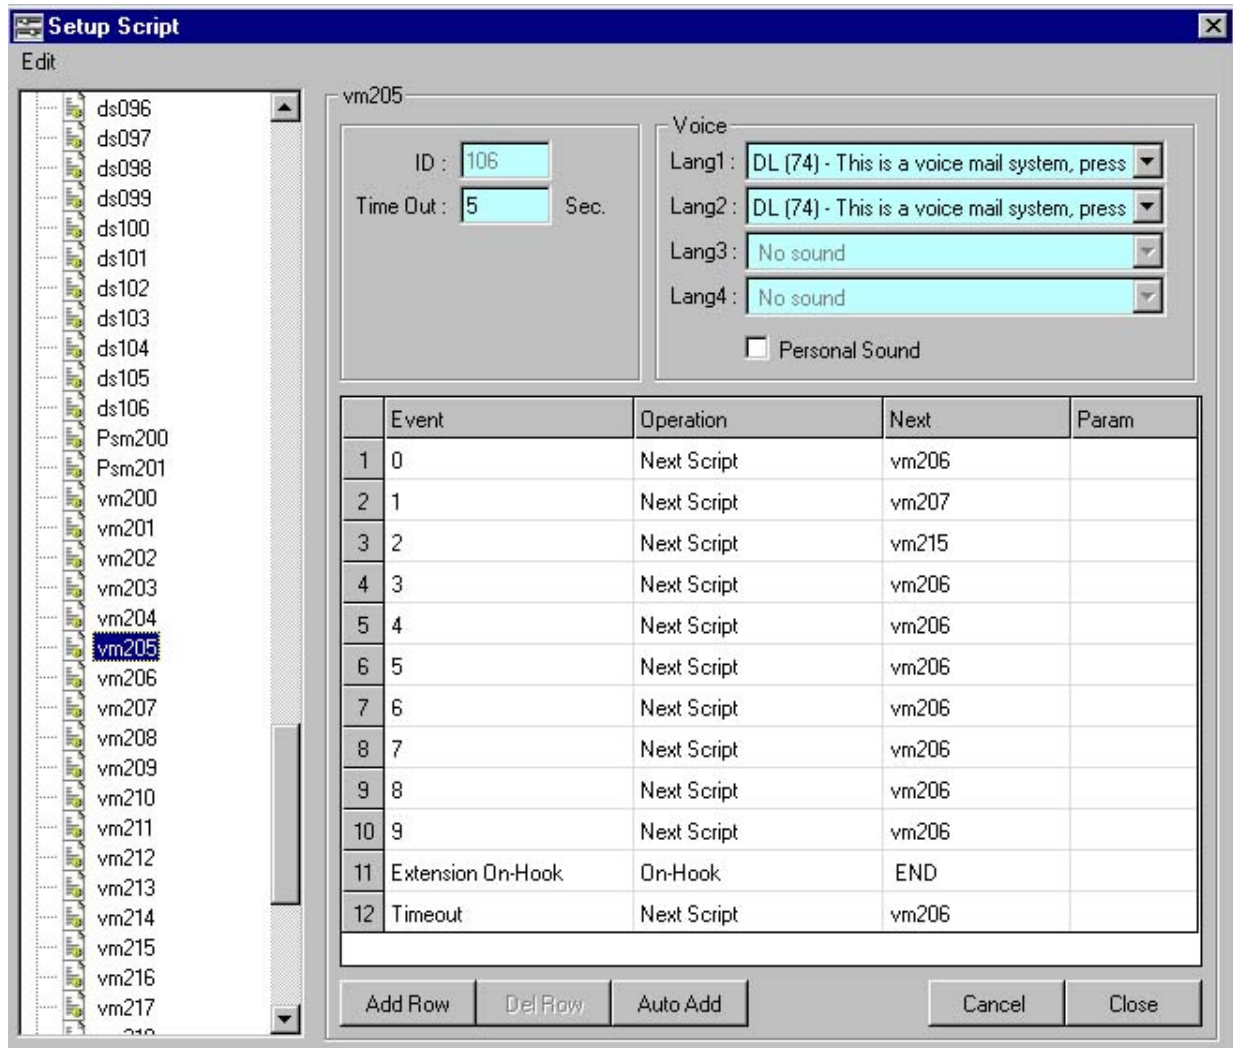 Setup Script
Edit
ds096
ds097
ds098
ds099
ds100
ds101
ds102
ds103
ds104
ds105
ds106
Psm200
Psm201
vm200
vm201
vm202
vm203
vm204
vm205
vm206
vm207
vm208
vm209
vm210
vm211
vm212
vm213
vm214
vm215
vm216
vm217
vm205
ID : 106
Time Out : 5 Sec.
Voice
Lang1 : DL (74) - This is a voice mail system, press
Lang2 : DL (74) - This is a voice mail system, press
Lang3 : No sound
Lang4 : No sound
Personal Sound
Event Operation Next Param
1 0 Next Script vm206
2 1 Next Script vm207
3 2 Next Script vm215
4 3 Next Script vm206
5 4 Next Script vm206
6 5 Next Script vm206
7 6 Next Script vm206
8 7 Next Script vm206
9 8 Next Script vm206
10 9 Next Script vm206
11 Extension On-Hook On-Hook END
12 Timeout Next Script vm206
Add Row Del Row Auto Add Cancel Close